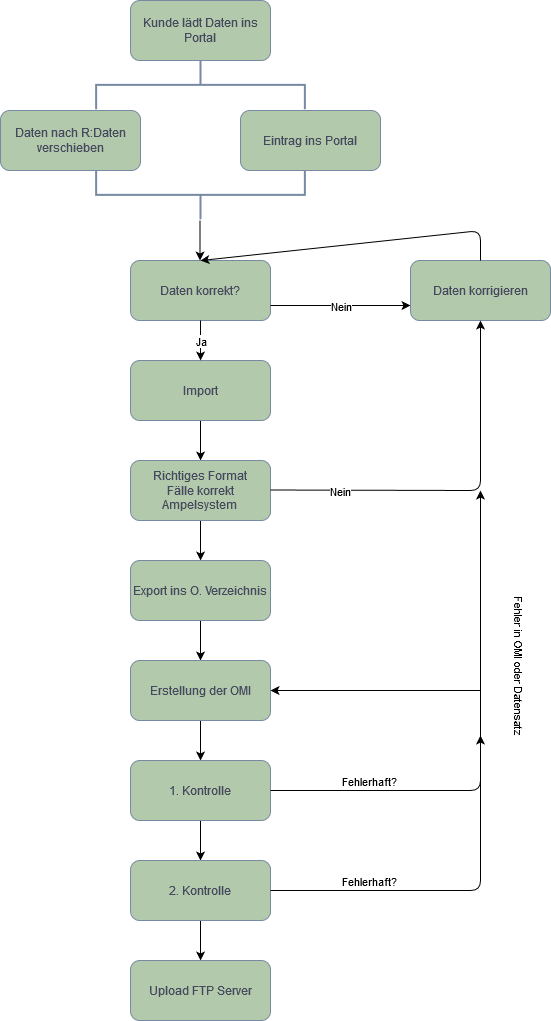 Kunde lädt Daten ins
Portal
Daten nach R:Daten
verschieben
Eintrag ins Portal
Daten korrekt?
Nein
Daten korrigieren
Ja
Import
Richtiges Format
Fälle korrekt
Ampelsystem
Nein
Export ins O. Verzeichnis
Fehler in OMI oder Datensatz
Erstellung der OMI
1. Kontrolle
Fehlerhaft?
2. Kontrolle
Fehlerhaft?
Upload FTP Server